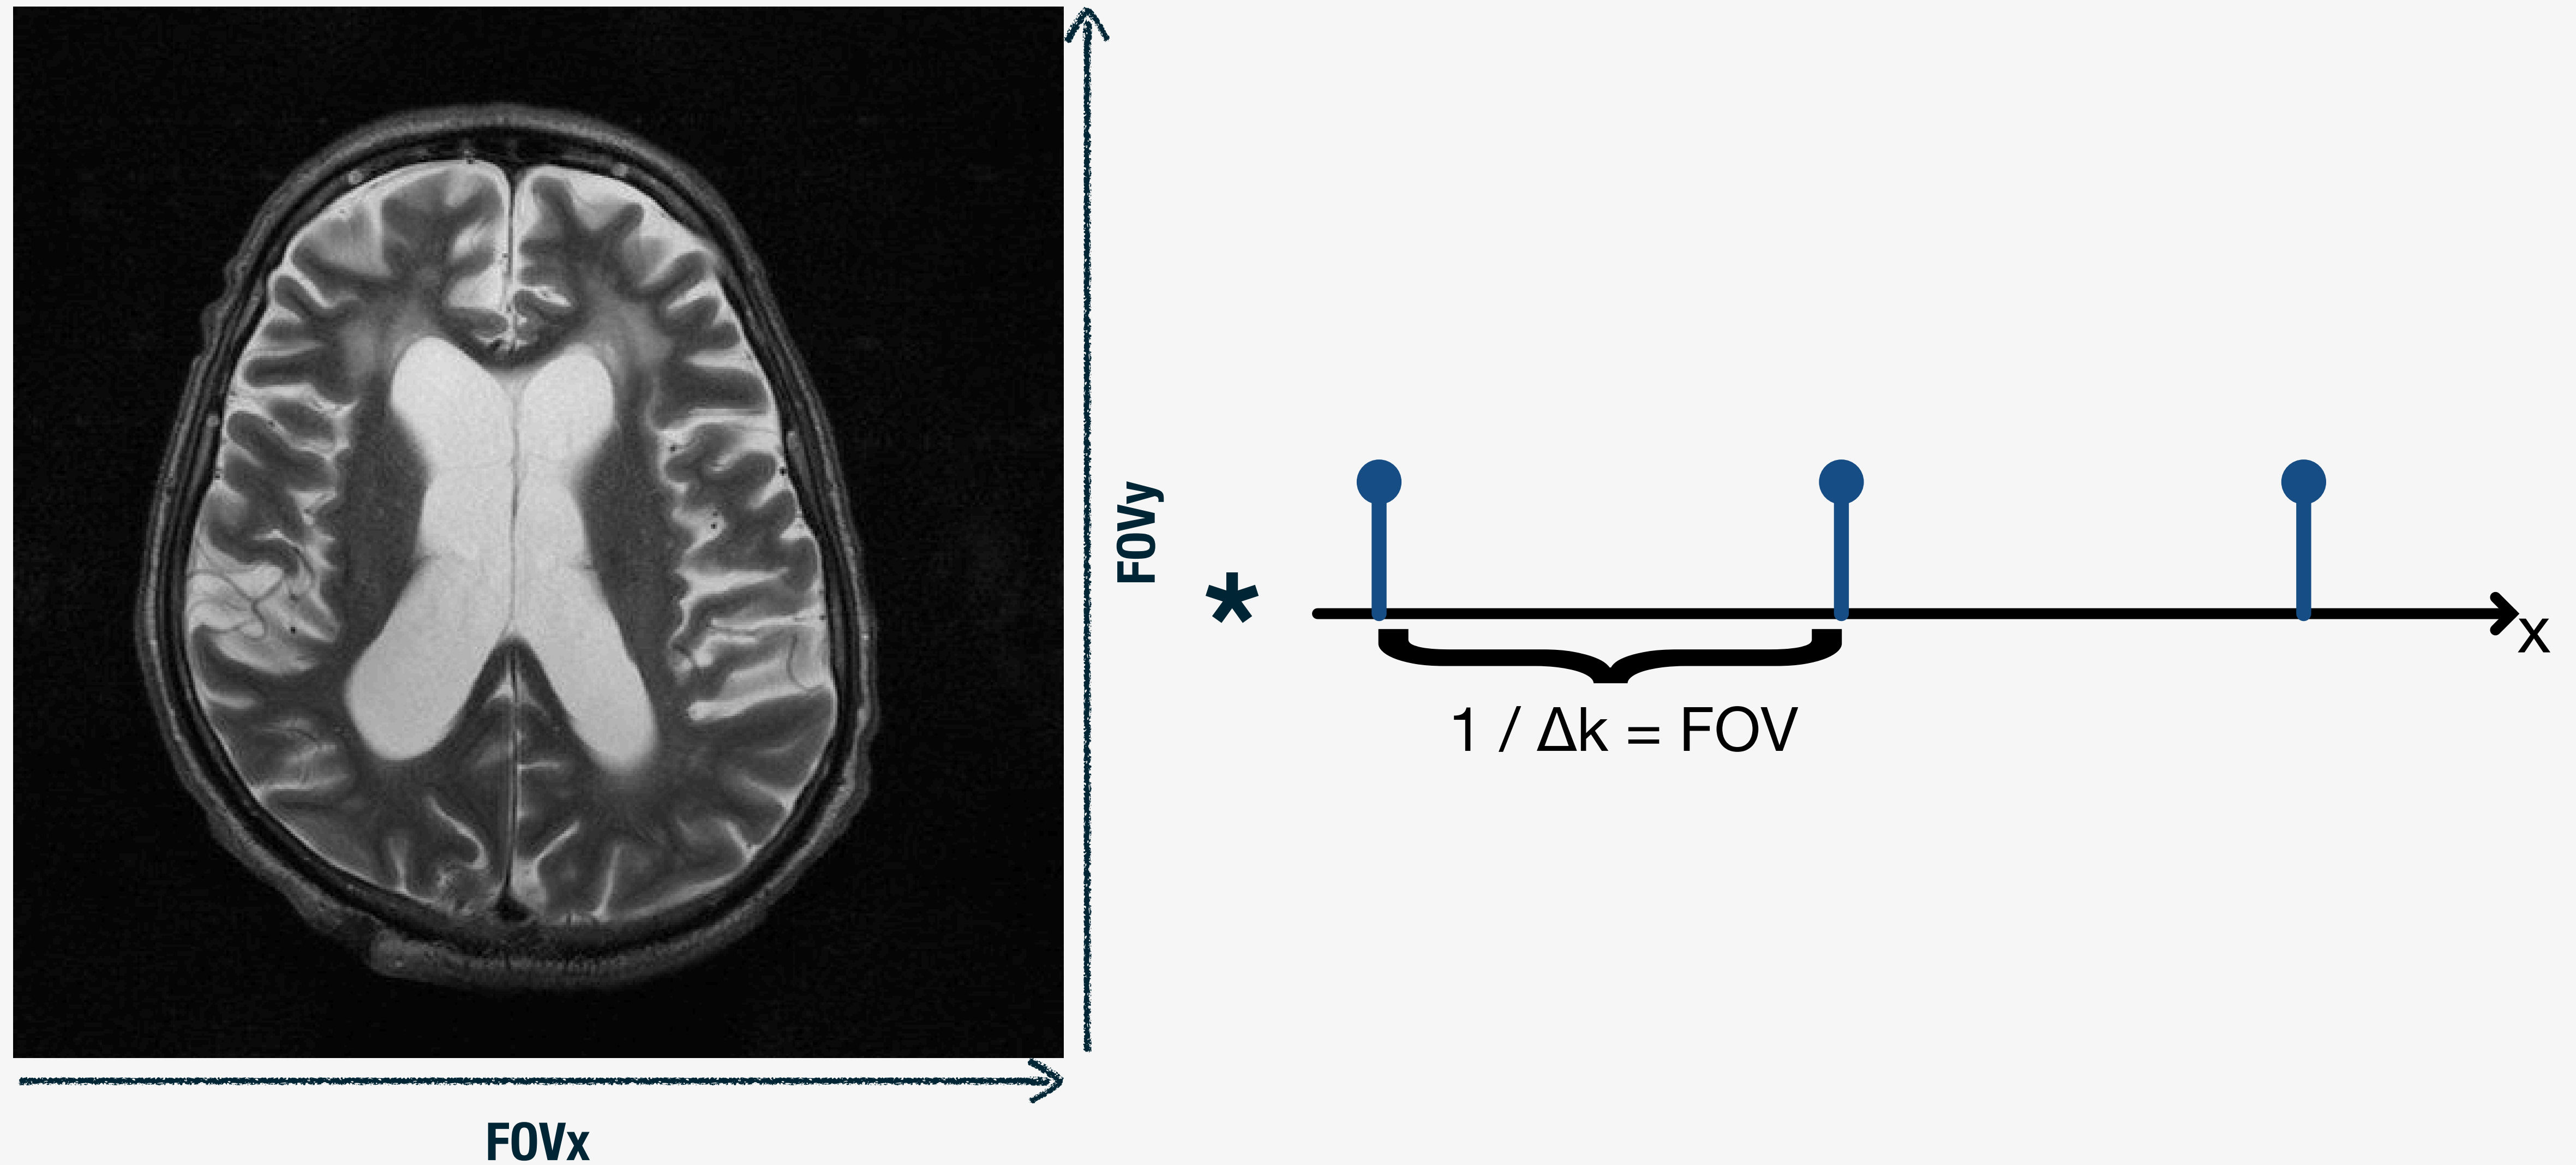 FOVy
FOVx
*
x
1 / Δk = FOV